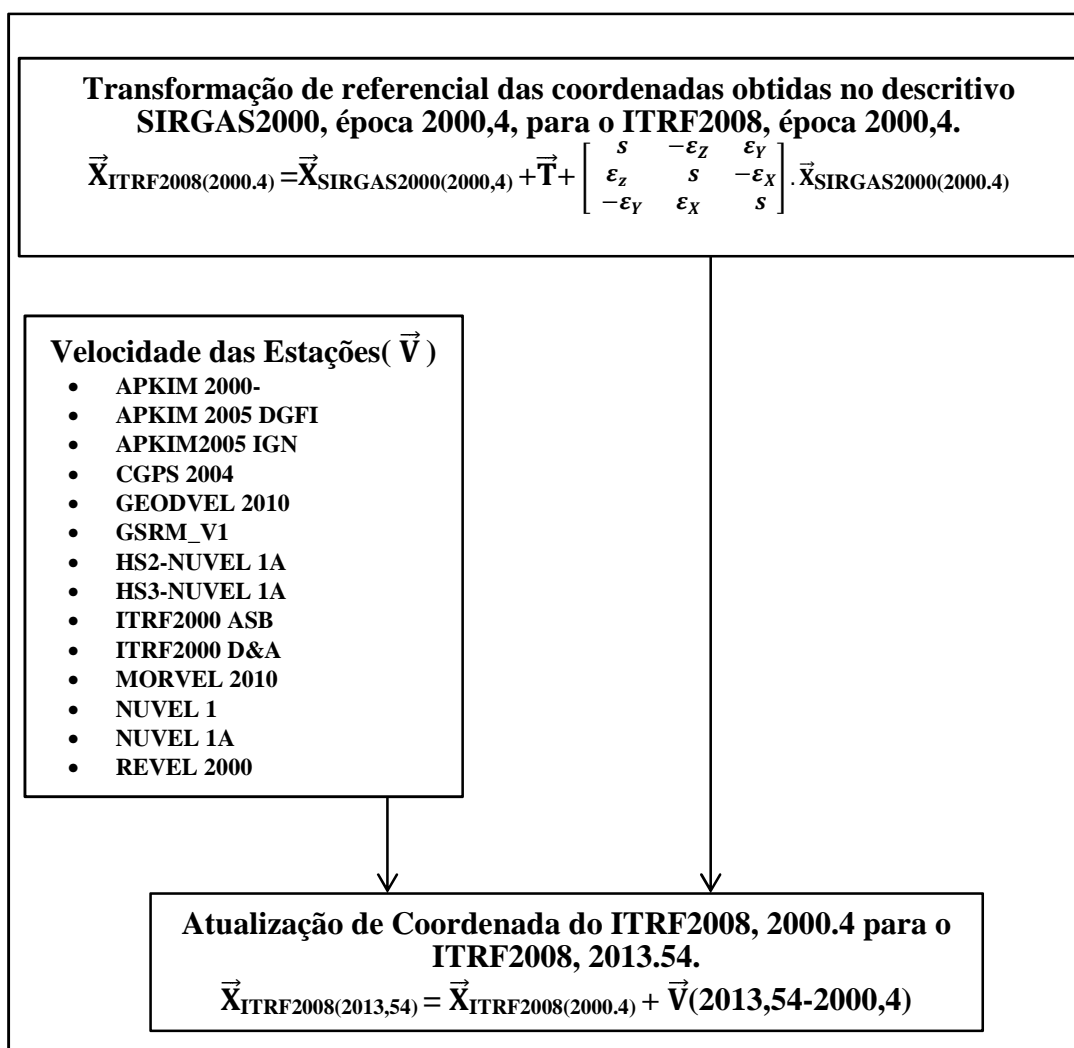 Transformação de referencial das coordenadas obtidas no descritivo
SIRGAS2000, época 2000,4, para o ITRF2008, época 2000,4.
X⃗ITRF2008(2000.4) =X⃗SIRGAS2000(2000,4) +T⃗+ [ s −εZ εY ; εz s −εX ; −εY εX s ] . X⃗SIRGAS2000(2000.4)
Velocidade das Estações( V⃗ )
• APKIM 2000-
• APKIM 2005 DGFI
• APKIM2005 IGN
• CGPS 2004
• GEODVEL 2010
• GSRM_V1
• HS2-NUVEL 1A
• HS3-NUVEL 1A
• ITRF2000 ASB
• ITRF2000 D&A
• MORVEL 2010
• NUVEL 1
• NUVEL 1A
• REVEL 2000
Atualização de Coordenada do ITRF2008, 2000.4 para o
ITRF2008, 2013.54.
X⃗ITRF2008(2013,54) = X⃗ITRF2008(2000.4) + V⃗(2013,54-2000,4)